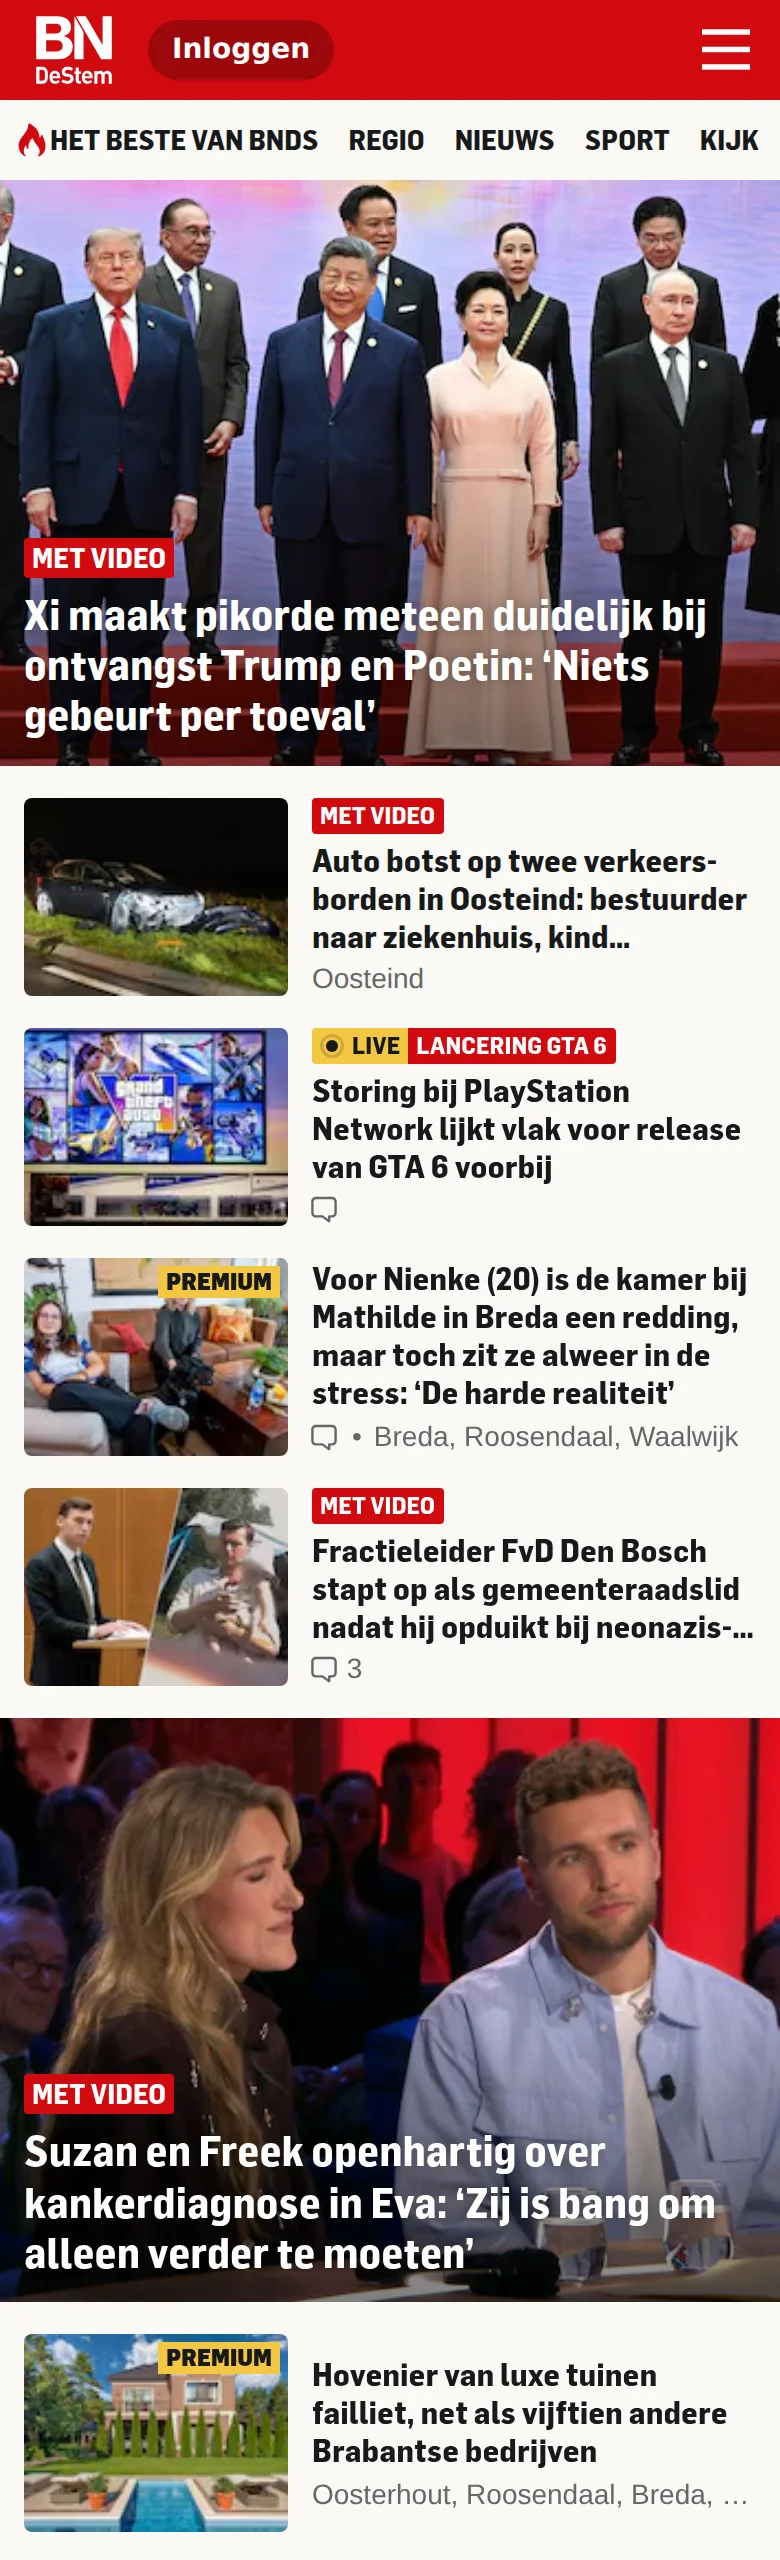 BN
DeStem
Inloggen
HET BESTE VAN BNDS REGIO NIEUWS SPORT KIJK
MET VIDEO
Xi maakt pikorde meteen duidelijk bij
ontvangst Trump en Poetin: ‘Niets
gebeurt per toeval’
MET VIDEO
Auto botst op twee verkeers-
borden in Oosteind: bestuurder
naar ziekenhuis, kind...
Oosteind
grand
theft
auto
LIVE LANCERING GTA 6
Storing bij PlayStation
Network lijkt vlak voor release
van GTA 6 voorbij
PREMIUM
Voor Nienke (20) is de kamer bij
Mathilde in Breda een redding,
maar toch zit ze alweer in de
stress: ‘De harde realiteit’
• Breda, Roosendaal, Waalwijk
MET VIDEO
Fractieleider FvD Den Bosch
stapt op als gemeenteraadslid
nadat hij opduikt bij neonazis-...
3
MET VIDEO
Suzan en Freek openhartig over
kankerdiagnose in Eva: ‘Zij is bang om
alleen verder te moeten’
PREMIUM
Hovenier van luxe tuinen
failliet, net als vijftien andere
Brabantse bedrijven
Oosterhout, Roosendaal, Breda, ...